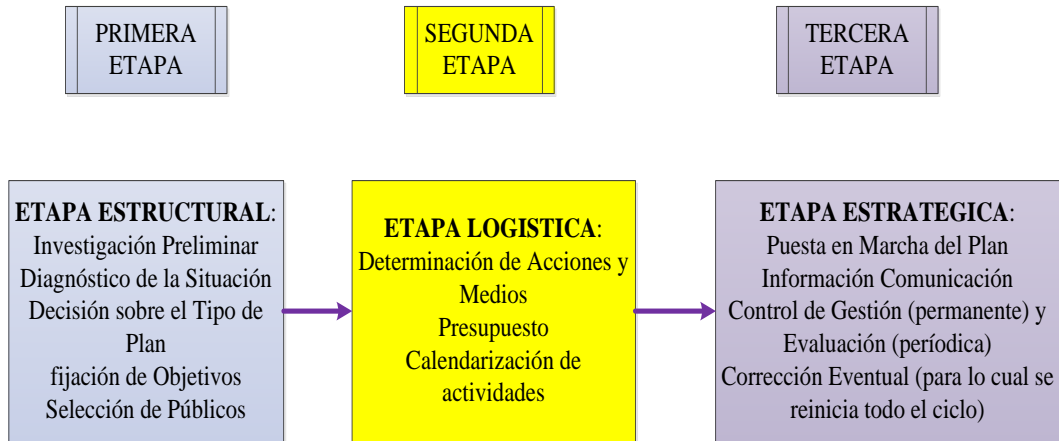 PRIMERA
ETAPA
SEGUNDA
ETAPA
TERCERA
ETAPA
ETAPA ESTRUCTURAL:
Investigación Preliminar
Diagnóstico de la Situación
Decisión sobre el Tipo de
Plan
fijación de Objetivos
Selección de Públicos
ETAPA LOGISTICA:
Determinación de Acciones y
Medios
Presupuesto
Calendarización de
actividades
ETAPA ESTRATEGICA:
Puesta en Marcha del Plan
Información Comunicación
Control de Gestión (permanente) y
Evaluación (períodica)
Corrección Eventual (para lo cual se
reinicia todo el ciclo)